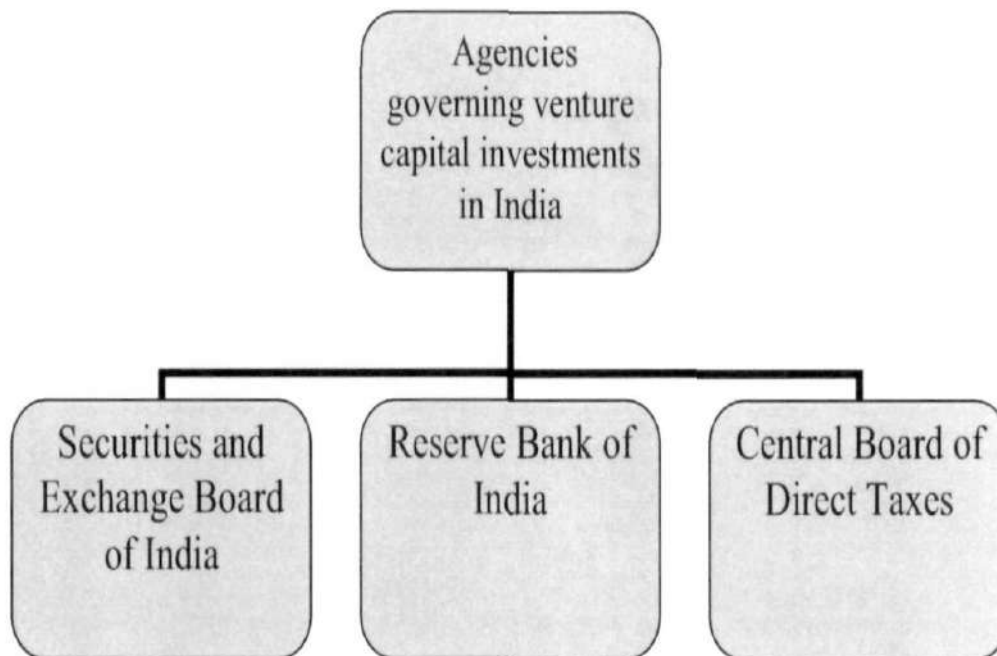 Agencies
governing venture
capital investments
in India
Securities and
Exchange Board
of India
Reserve Bank of
India
Central Board of
Direct Taxes